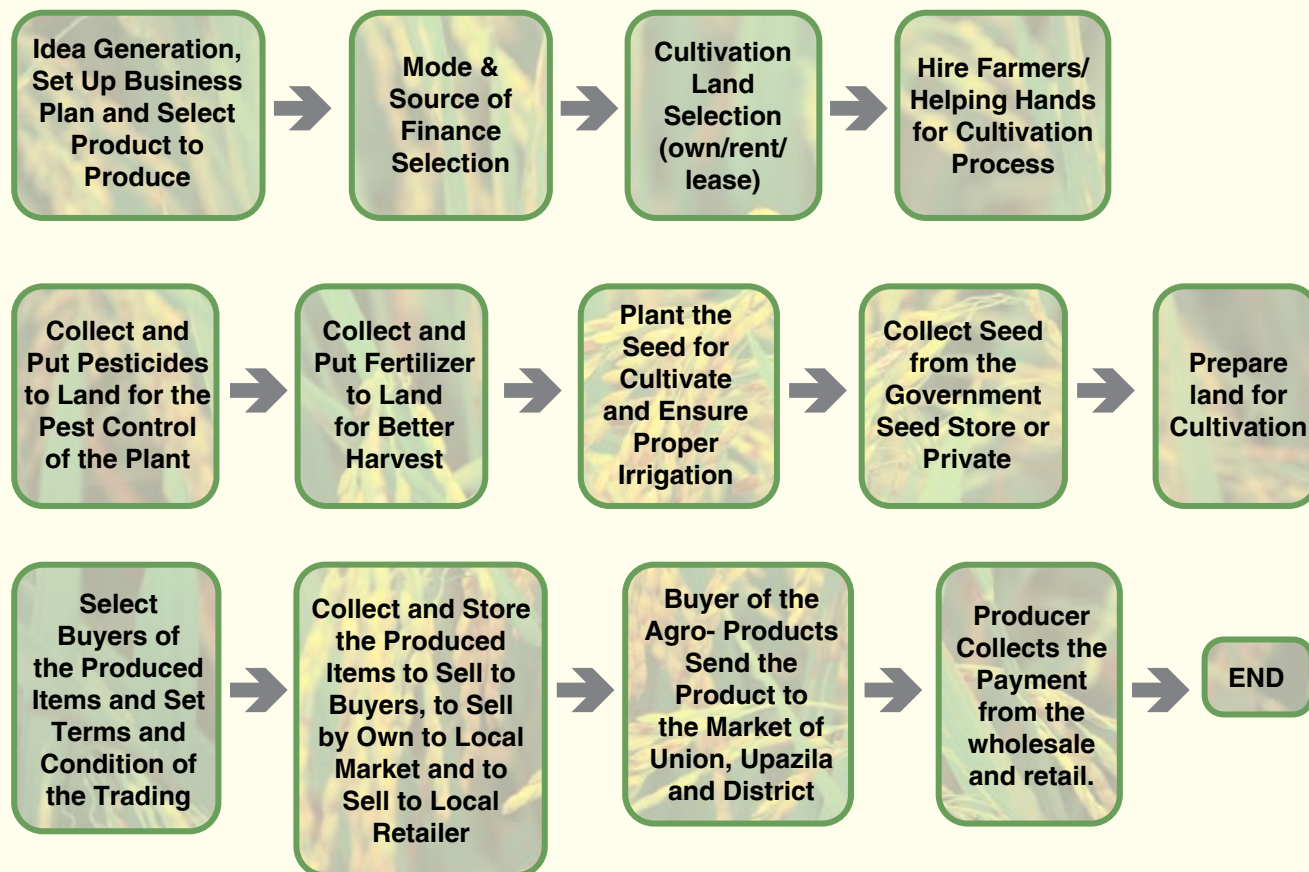 Idea Generation,
Set Up Business
Plan and Select
Product to
Produce
Mode &
Source of
Finance
Selection
Cultivation
Land
Selection
(own/rent/
lease)
Hire Farmers/
Helping Hands
for Cultivation
Process
Collect and
Put Pesticides
to Land for the
Pest Control
of the Plant
Collect and
Put Fertilizer
to Land
for Better
Harvest
Plant the
Seed for
Cultivate
and Ensure
Proper
Irrigation
Collect Seed
from the
Government
Seed Store or
Private
Prepare
land for
Cultivation
Select
Buyers of
the Produced
Items and Set
Terms and
Condition of
the Trading
Collect and Store
the Produced
Items to Sell to
Buyers, to Sell
by Own to Local
Market and to
Sell to Local
Retailer
Buyer of the
Agro- Products
Send the
Product to
the Market of
Union, Upazila
and District
Producer
Collects the
Payment
from the
wholesale
and retail.
END